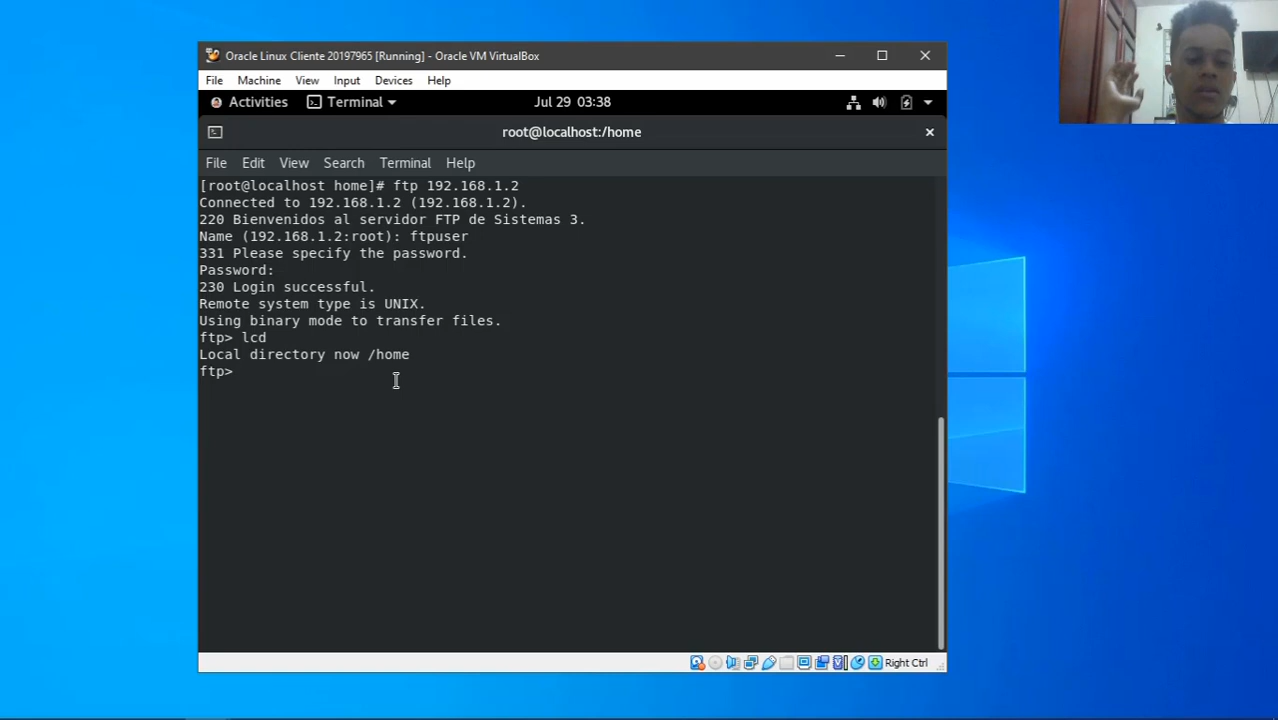 Oracle Linux Cliente 20197965 [Running] - Oracle VM VirtualBox
File Machine View Input Devices Help
Activities Terminal Jul 29 03:38
root@localhost:/home
File Edit View Search Terminal Help
[root@localhost home]# ftp 192.168.1.2
Connected to 192.168.1.2 (192.168.1.2).
220 Bienvenidos al servidor FTP de Sistemas 3.
Name (192.168.1.2:root): ftpuser
331 Please specify the password.
Password:
230 Login successful.
Remote system type is UNIX.
Using binary mode to transfer files.
ftp> lcd
Local directory now /home
ftp>
Right Ctrl